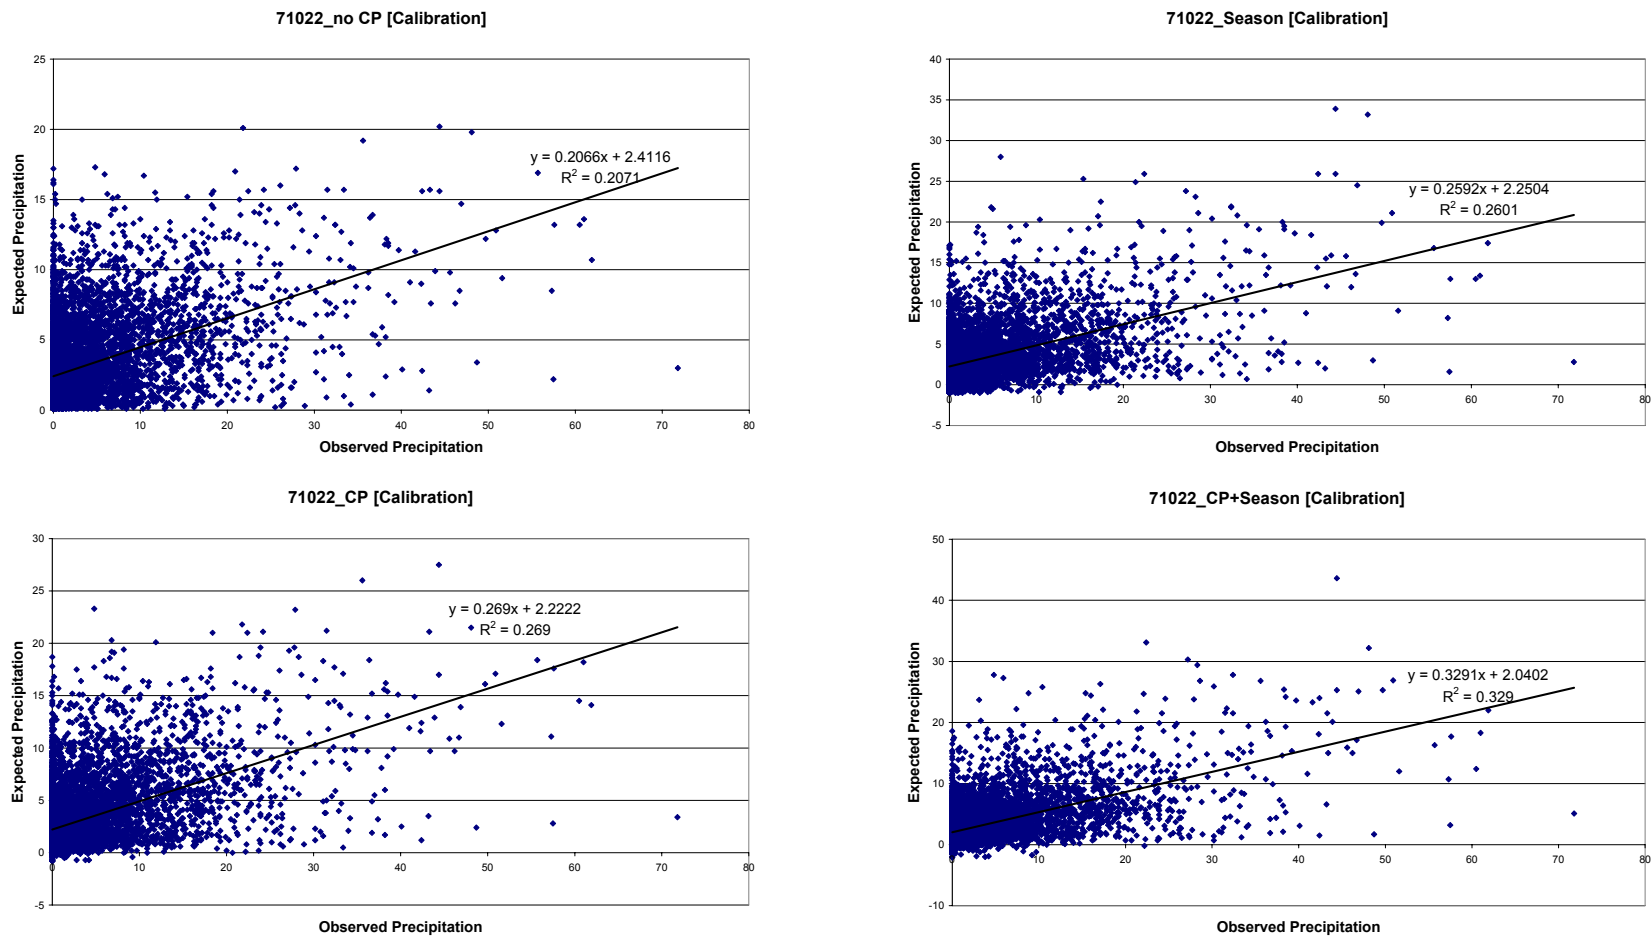 71022_no CP [Calibration]
25
20
15
10
5
0
0 10 20 30 40 50 60 70 80
Expected Precipitation
Observed Precipitation
y = 0.2066x + 2.4116
R² = 0.2071
71022_Season [Calibration]
40
35
30
25
20
15
10
5
0
-5
0 10 20 30 40 50 60 70 80
Expected Precipitation
Observed Precipitation
y = 0.2592x + 2.2504
R² = 0.2601
71022_CP [Calibration]
30
25
20
15
10
5
0
-5
0 10 20 30 40 50 60 70 80
Expected Precipitation
Observed Precipitation
y = 0.269x + 2.2222
R² = 0.269
71022_CP+Season [Calibration]
50
40
30
20
10
0
-10
0 10 20 30 40 50 60 70 80
Expected Precipitation
Observed Precipitation
y = 0.3291x + 2.0402
R² = 0.329